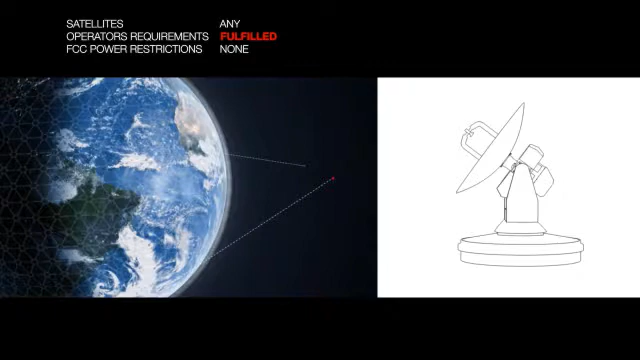 SATELLITES ANY
OPERATORS REQUIREMENTS FULFILLED
FCC POWER RESTRICTIONS NONE